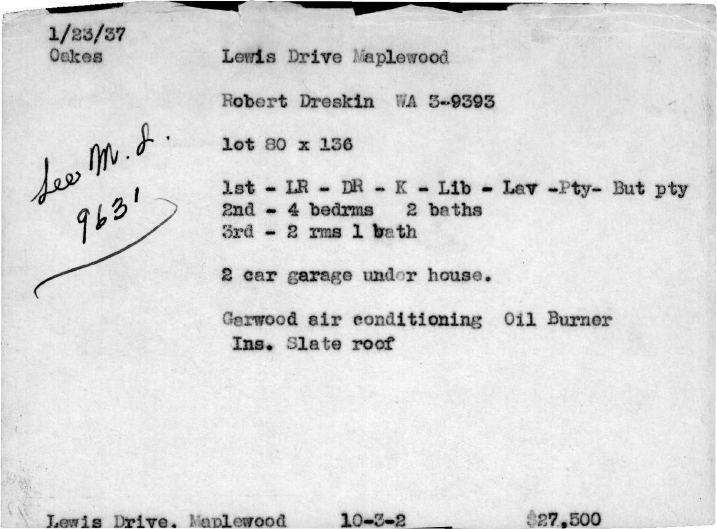 1/23/37
Oakes
Lewis Drive Maplewood
Robert Dreskin WA 3-9393
lot 80 x 136
See M.L.
9631
1st - LR - DR - K - Lib - Lav -Pty- But pty
2nd - 4 bedrms 2 baths
3rd - 2 rms 1 bath
2 car garage under house.
Garwood air conditioning Oil Burner
Ins. Slate roof
Lewis Drive. Maplewood 10-3-2 $27,500